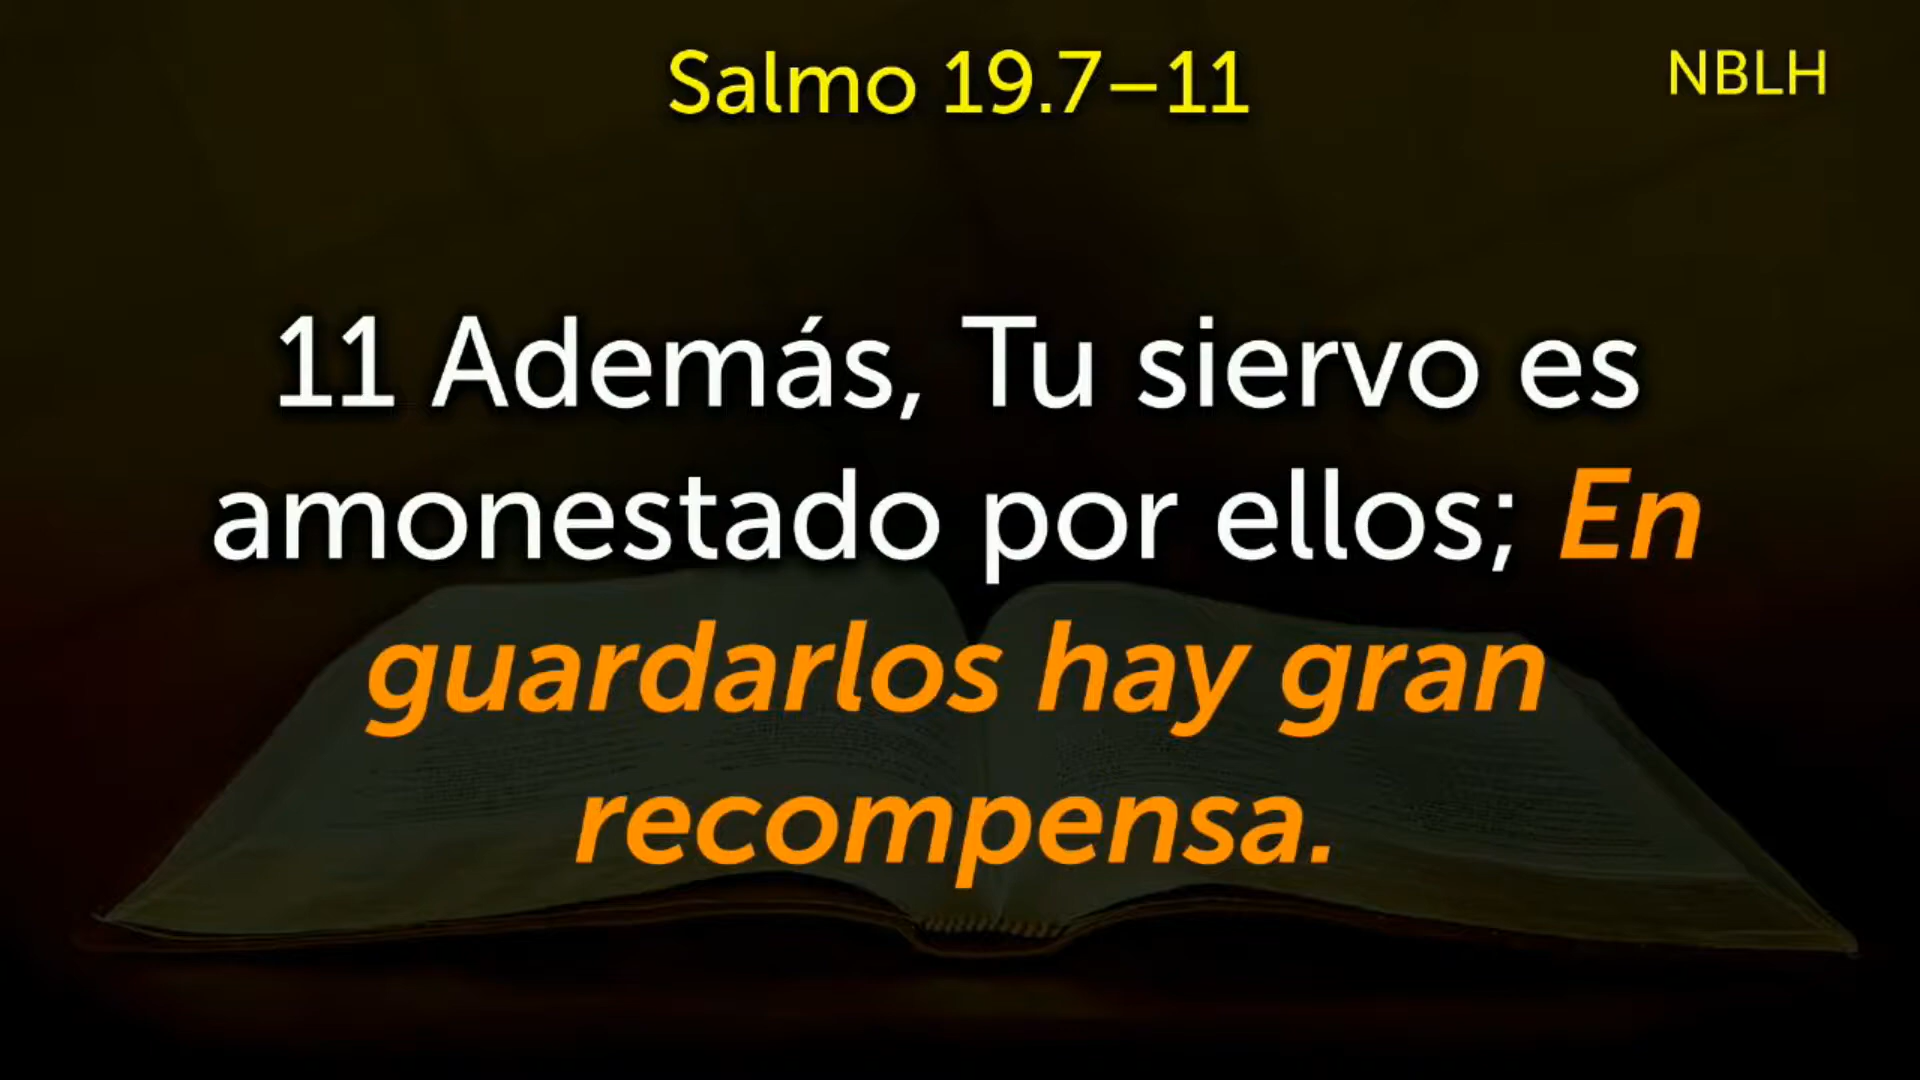 Salmo 19.7–11
NBLH
11 Además, Tu siervo es
amonestado por ellos; En
guardarlos hay gran
recompensa.